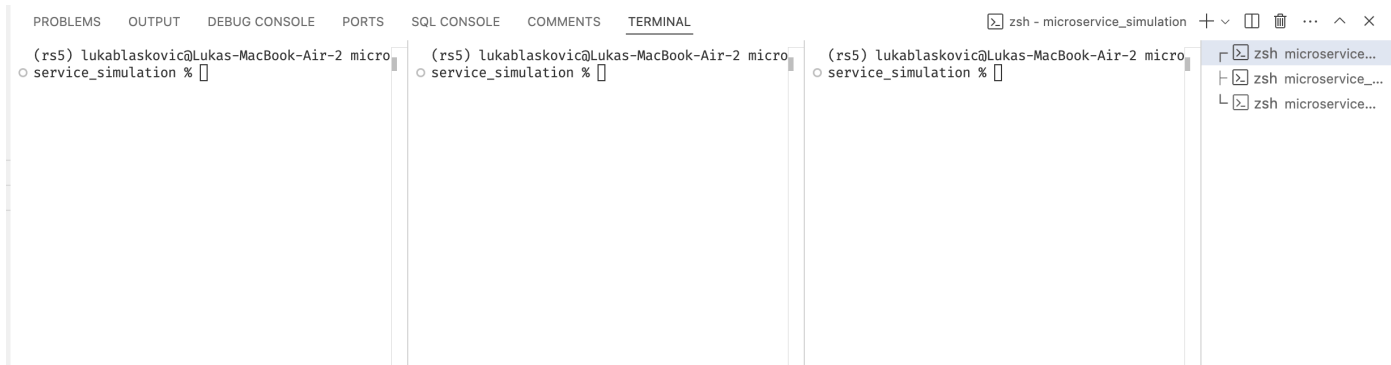 PROBLEMS OUTPUT DEBUG CONSOLE PORTS SQL CONSOLE COMMENTS TERMINAL zsh - microservice_simulation
(rs5) lukablaskovic@Lukas-MacBook-Air-2 micro
service_simulation %
(rs5) lukablaskovic@Lukas-MacBook-Air-2 micro
service_simulation %
(rs5) lukablaskovic@Lukas-MacBook-Air-2 micro
service_simulation %
zsh microservice...
zsh microservice_...
zsh microservice...